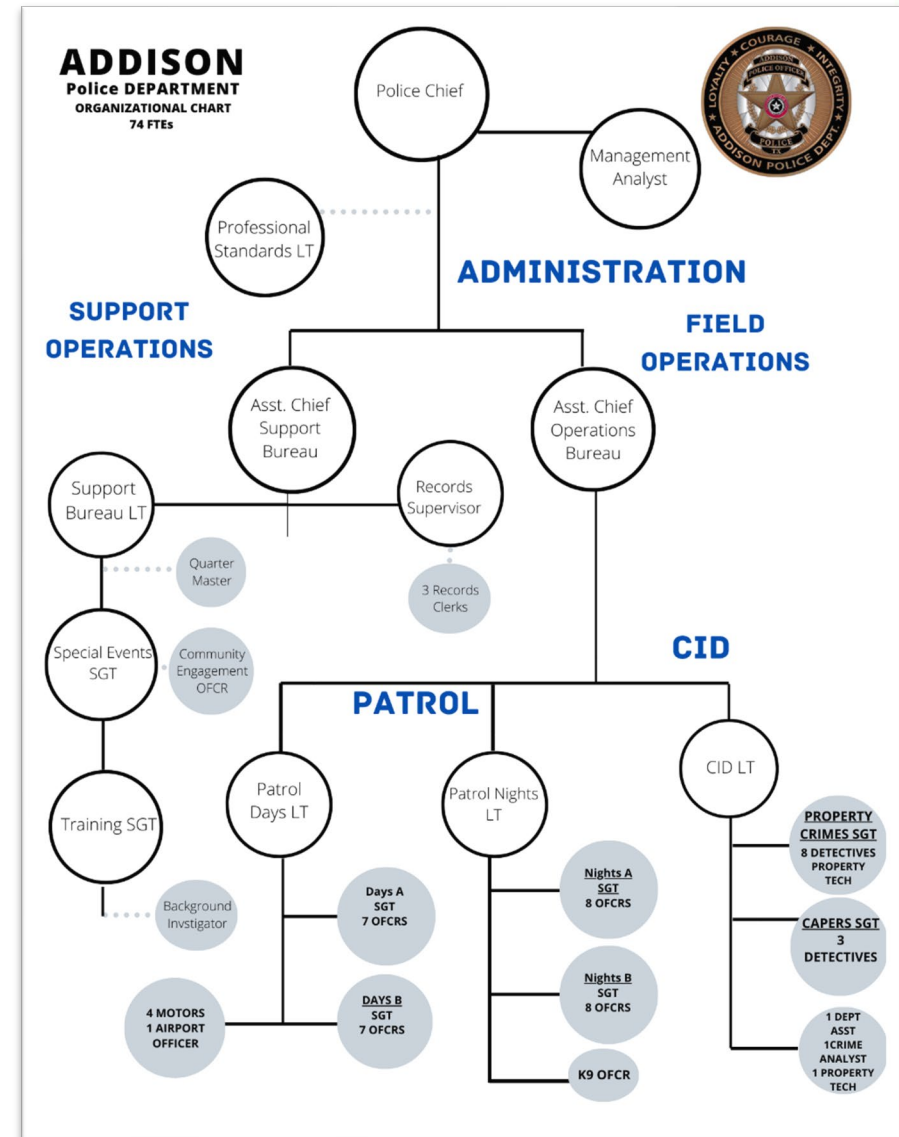 ADDISON
Police DEPARTMENT
ORGANIZATIONAL CHART
74 FTEs
Police Chief
LOYALTY ★ COURAGE ★ INTEGRITY
ADDISON
POLICE OFFICER
POLICE
TX
ADDISON POLICE DEPT.
Management
Analyst
Professional
Standards LT
ADMINISTRATION
SUPPORT
OPERATIONS
FIELD
OPERATIONS
Asst. Chief
Support
Bureau
Asst. Chief
Operations
Bureau
Support
Bureau LT
Records
Supervisor
Quarter
Master
3 Records
Clerks
Special Events
SGT
Community
Engagement
OFCR
CID
PATROL
Patrol
Days LT
Patrol Nights
LT
CID LT
Training SGT
PROPERTY
CRIMES SGT
8 DETECTIVES
PROPERTY
TECH
Background
Invstigator
Days A
SGT
7 OFCRS
Nights A
SGT
8 OFCRS
CAPERS SGT
3
DETECTIVES
4 MOTORS
1 AIRPORT
OFFICER
DAYS B
SGT
7 OFCRS
Nights B
SGT
8 OFCRS
K9 OFCR
1 DEPT
ASST
1CRIME
ANALYST
1 PROPERTY
TECH